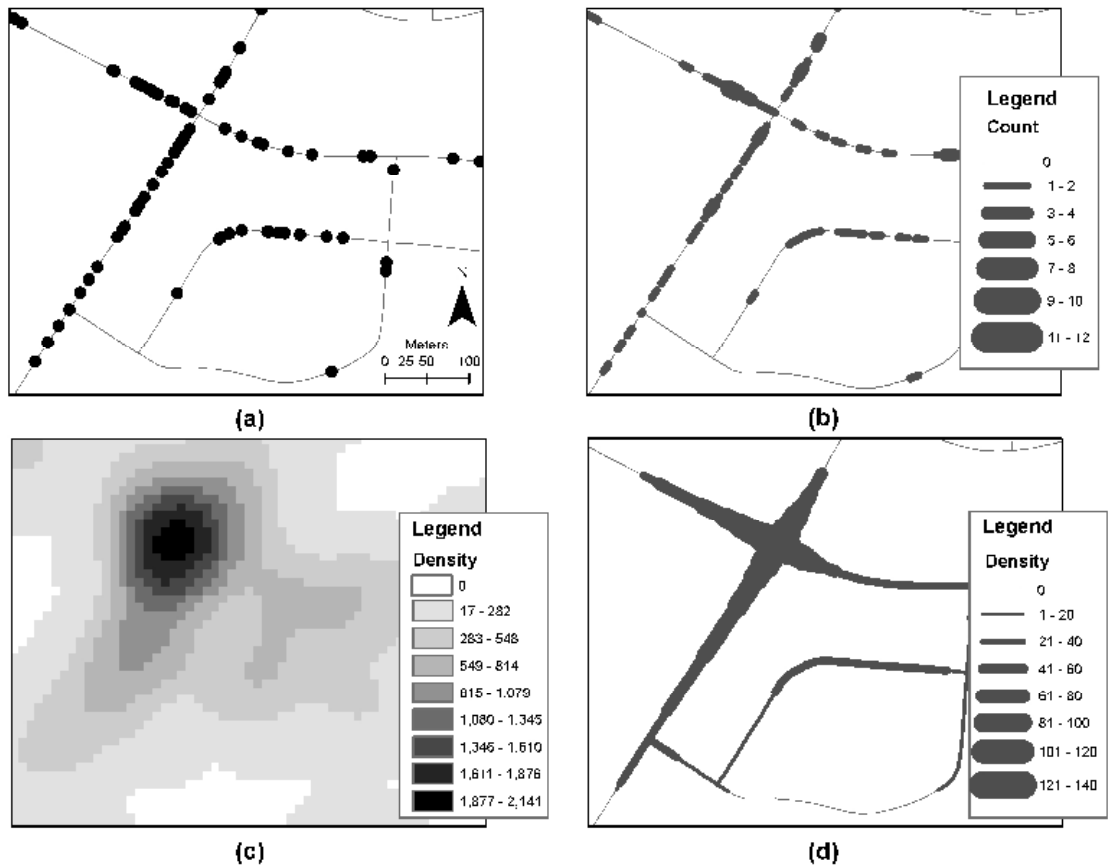 N
Meters
0 25 50 100
(a)
Legend
Count
0
1 - 2
3 - 4
5 - 6
7 - 8
9 - 10
11 - 12
(b)
Legend
Density
0
17 - 282
283 - 548
549 - 814
815 - 1,079
1,080 - 1,345
1,346 - 1,610
1,611 - 1,876
1,877 - 2,141
(c)
Legend
Density
0
1 - 20
21 - 40
41 - 60
61 - 80
81 - 100
101 - 120
121 - 140
(d)